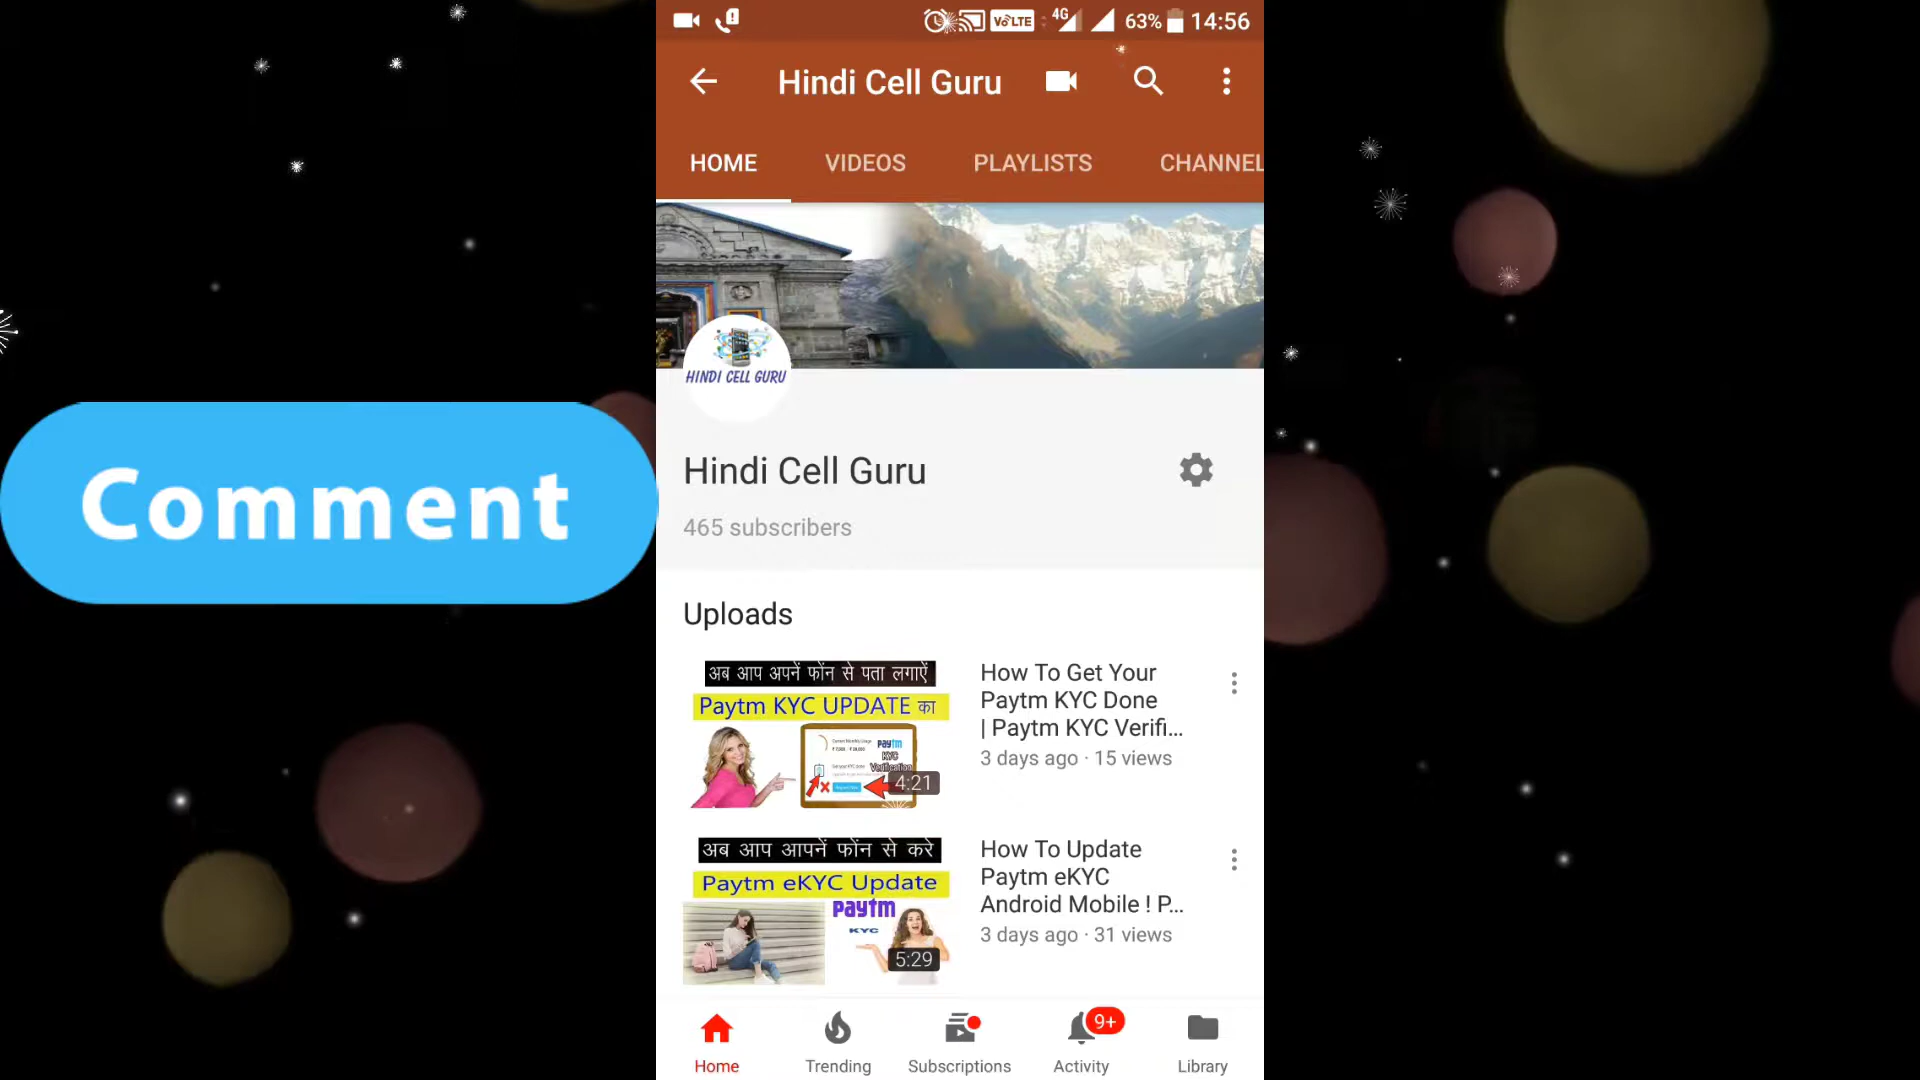 VoLTE 4G 63% 14:56
Hindi Cell Guru
HOME VIDEOS PLAYLISTS CHANNEL
HINDI CELL GURU
Comment
Hindi Cell Guru
465 subscribers
Uploads
अब आप अपनें फोंन से पता लगाऐं
Paytm KYC UPDATE का
Paytm
KYC
Verification
4:21
How To Get Your
Paytm KYC Done
| Paytm KYC Verifi...
3 days ago · 15 views
अब आप आपनें फोंन से करे
Paytm eKYC Update
paytm
KYC
5:29
How To Update
Paytm eKYC
Android Mobile ! P...
3 days ago · 31 views
9+
Home Trending Subscriptions Activity Library